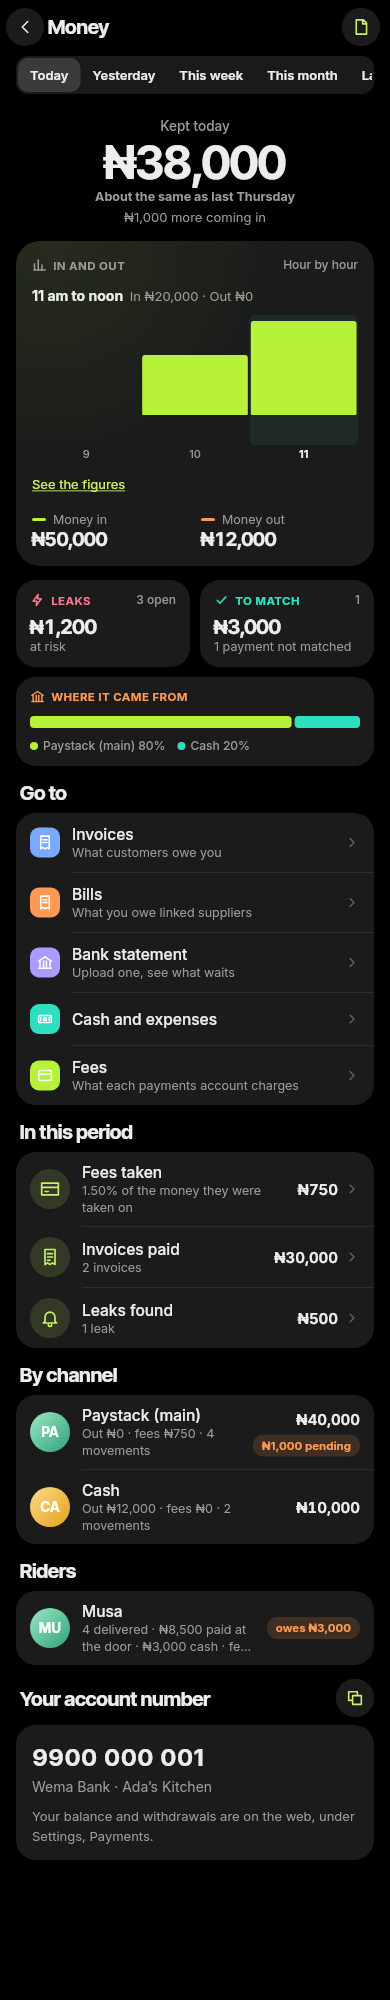 Money
Today Yesterday This week This month La
Kept today
₦38,000
About the same as last Thursday
₦1,000 more coming in
IN AND OUT Hour by hour
11 am to noon In ₦20,000 · Out ₦0
9 10 11
See the figures
Money in Money out
₦50,000 ₦12,000
LEAKS 3 open
₦1,200
at risk
TO MATCH 1
₦3,000
1 payment not matched
WHERE IT CAME FROM
Paystack (main) 80% Cash 20%
Go to
Invoices
What customers owe you
Bills
What you owe linked suppliers
Bank statement
Upload one, see what waits
Cash and expenses
Fees
What each payments account charges
In this period
Fees taken
1.50% of the money they were
taken on
₦750
Invoices paid
2 invoices
₦30,000
Leaks found
1 leak
₦500
By channel
PA
Paystack (main)
Out ₦0 · fees ₦750 · 4
movements
₦40,000
₦1,000 pending
CA
Cash
Out ₦12,000 · fees ₦0 · 2
movements
₦10,000
Riders
MU
Musa
4 delivered · ₦8,500 paid at
the door · ₦3,000 cash · fe...
owes ₦3,000
Your account number
9900 000 001
Wema Bank · Ada’s Kitchen
Your balance and withdrawals are on the web, under
Settings, Payments.